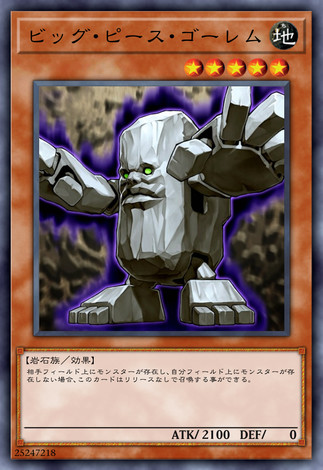 ビッグ・ピース・ゴーレム
地
【岩石族／効果】
相手フィールド上にモンスターが存在し、自分フィールド上にモンスターが存
在しない場合、このカードはリリースなしで召喚する事ができる。
ATK/ 2100 DEF/ 0
25247218